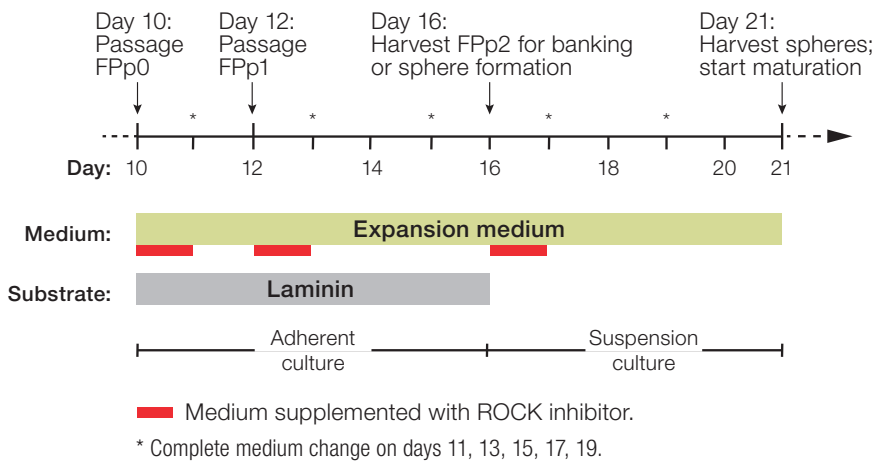 Day 10:
Passage
FPp0
Day 12:
Passage
FPp1
Day 16:
Harvest FPp2 for banking
or sphere formation
Day 21:
Harvest spheres;
start maturation
* * * * *
Day: 10 12 14 16 18 20 21
Medium: Expansion medium
Substrate: Laminin
Adherent
culture
Suspension
culture
Medium supplemented with ROCK inhibitor.
* Complete medium change on days 11, 13, 15, 17, 19.